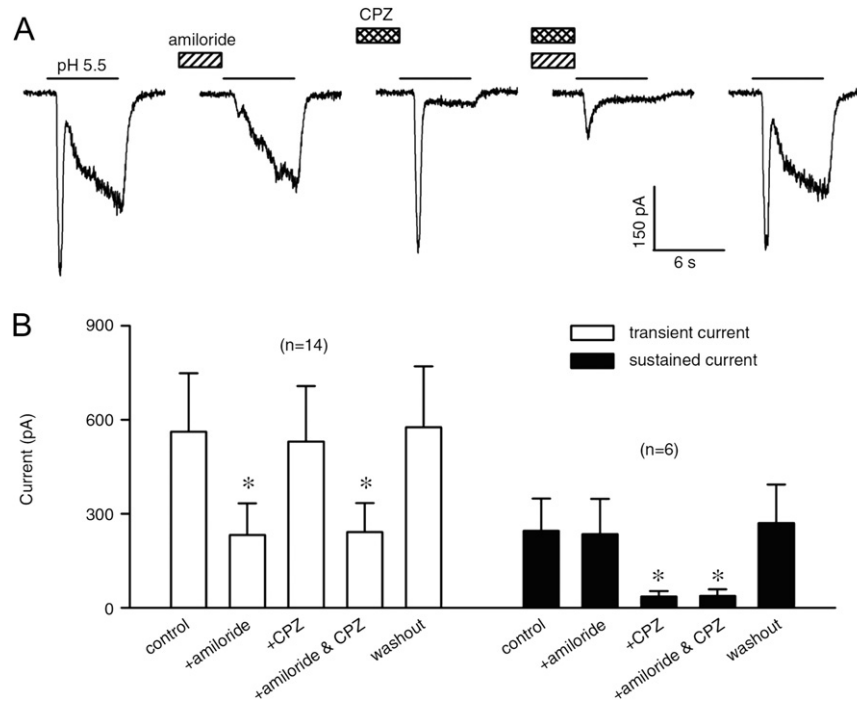 A
CPZ
amiloride
pH 5.5
150 pA
6 s
B
900
600
300
0
Current (pA)
(n=14)
transient current
sustained current
(n=6)
*
*
*
*
control
+amiloride
+CPZ
+amiloride & CPZ
washout
control
+amiloride
+CPZ
+amiloride & CPZ
washout